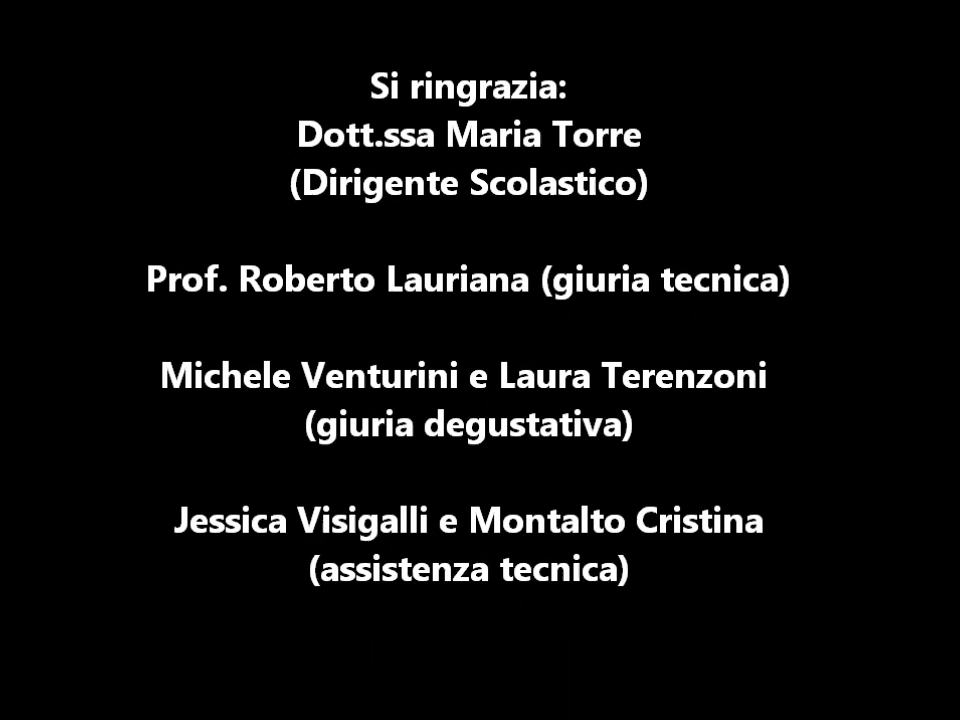 Si ringrazia:
Dott.ssa Maria Torre
(Dirigente Scolastico)
Prof. Roberto Lauriana (giuria tecnica)
Michele Venturini e Laura Terenzoni
(giuria degustativa)
Jessica Visigalli e Montalto Cristina
(assistenza tecnica)